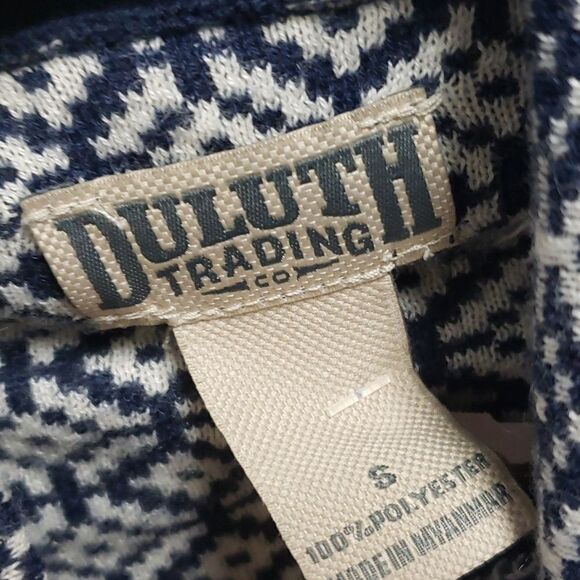 DULUTH
TRADING
CO
S
100% POLYESTER
MADE IN MYANMAR